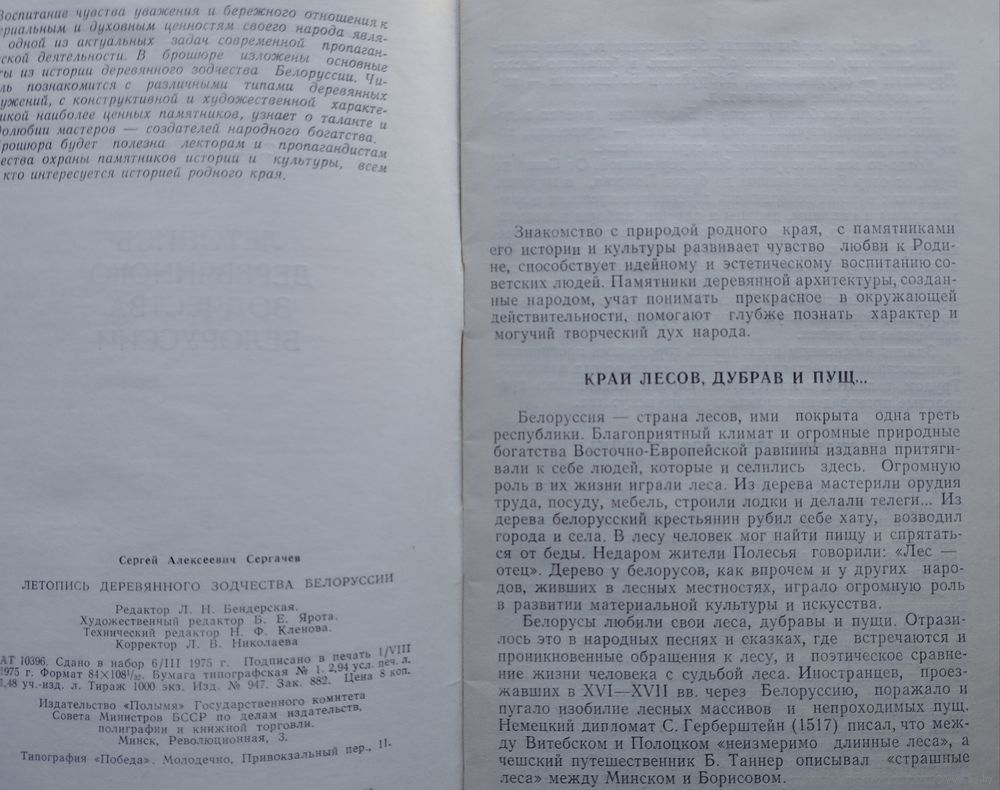 Воспитание чувства уважения и бережного отношения к
ериальным и духовным ценностям своего народа явля-
одной из актуальных задач современной пропаган-
ской деятельности. В брошюре изложены основные
ты из истории деревянного зодчества Белоруссии. Чи-
ль познакомится с различными типами деревянных
ужений, с конструктивной и художественной характе-
икой наиболее ценных памятников, узнает о таланте и
долюбии мастеров — создателей народного богатства.
рошюра будет полезна лекторам и пропагандистам
ества охраны памятников истории и культуры, всем
кто интересуется историей родного края.
Сергей Алексеевич Сергачев
ЛЕТОПИСЬ ДЕРЕВЯННОГО ЗОДЧЕСТВА БЕЛОРУССИИ
Редактор Л. Н. Бендерская.
Художественный редактор Б. Е. Ярота.
Технический редактор Н. Ф. Кленова.
Корректор Л. В. Николаева
АТ 10396. Сдано в набор 6/III 1975 г. Подписано в печать 1/VIII
1975 г. Формат 84×108¹/₃₂. Бумага типографская № 1. 2,94 усл. печ. л.
1,48 уч.-изд. л. Тираж 1000 экз. Изд. № 947. Зак. 882. Цена 8 коп.
Издательство «Полымя» Государственного комитета
Совета Министров БССР по делам издательств,
полиграфии и книжной торговли.
Минск, Революционная, 3.
Типография «Победа». Молодечно, Привокзальный пер., 11.
Знакомство с природой родного края, с памятниками
его истории и культуры развивает чувство любви к Роди-
не, способствует идейному и эстетическому воспитанию со-
ветских людей. Памятники деревянной архитектуры, создан-
ные народом, учат понимать прекрасное в окружающей
действительности, помогают глубже познать характер и
могучий творческий дух народа.
КРАЙ ЛЕСОВ, ДУБРАВ И ПУЩ...
Белоруссия — страна лесов, ими покрыта одна треть
республики. Благоприятный климат и огромные природные
богатства Восточно-Европейской равнины издавна притяги-
вали к себе людей, которые и селились здесь. Огромную
роль в их жизни играли леса. Из дерева мастерили орудия
труда, посуду, мебель, строили лодки и делали телеги... Из
дерева белорусский крестьянин рубил себе хату, возводил
города и села. В лесу человек мог найти пищу и спрятать-
ся от беды. Недаром жители Полесья говорили: «Лес —
отец». Дерево у белорусов, как впрочем и у других наро-
дов, живших в лесных местностях, играло огромную роль
в развитии материальной культуры и искусства.
Белорусы любили свои леса, дубравы и пущи. Отрази-
лось это в народных песнях и сказках, где встречаются и
проникновенные обращения к лесу, и поэтическое сравне-
ние жизни человека с судьбой леса. Иностранцев, проез-
жавших в XVI—XVII вв. через Белоруссию, поражало и
пугало изобилие лесных массивов и непроходимых пущ.
Немецкий дипломат С. Герберштейн (1517) писал, что меж-
ду Витебском и Полоцком «неизмеримо длинные леса», а
чешский путешественник Б. Таннер описывал «страшные
леса» между Минском и Борисовом.